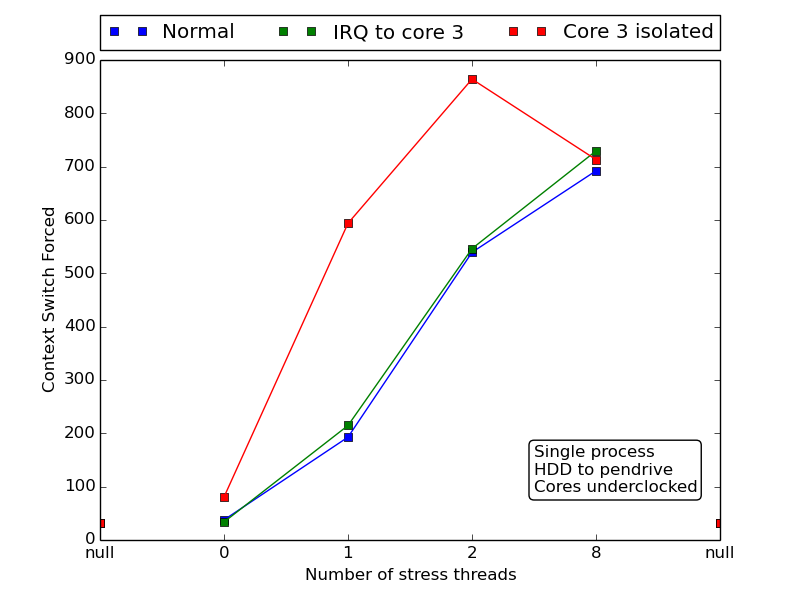 Normal IRQ to core 3 Core 3 isolated
900
800
700
600
500
400
300
200
100
0
Context Switch Forced
Single process
HDD to pendrive
Cores underclocked
null 0 1 2 8 null
Number of stress threads